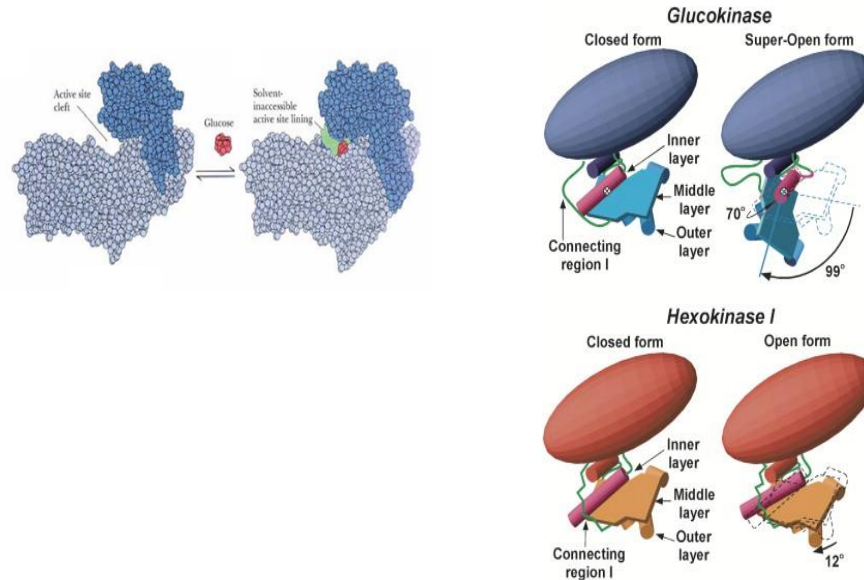 Active site
cleft
Glucose
Solvent-
inaccessible
active site lining
Glucokinase
Closed form
Super-Open form
Inner
layer
Middle
layer
Outer
layer
Connecting
region I
70°
99°
Hexokinase I
Closed form
Open form
Inner
layer
Middle
layer
Outer
layer
Connecting
region I
12°